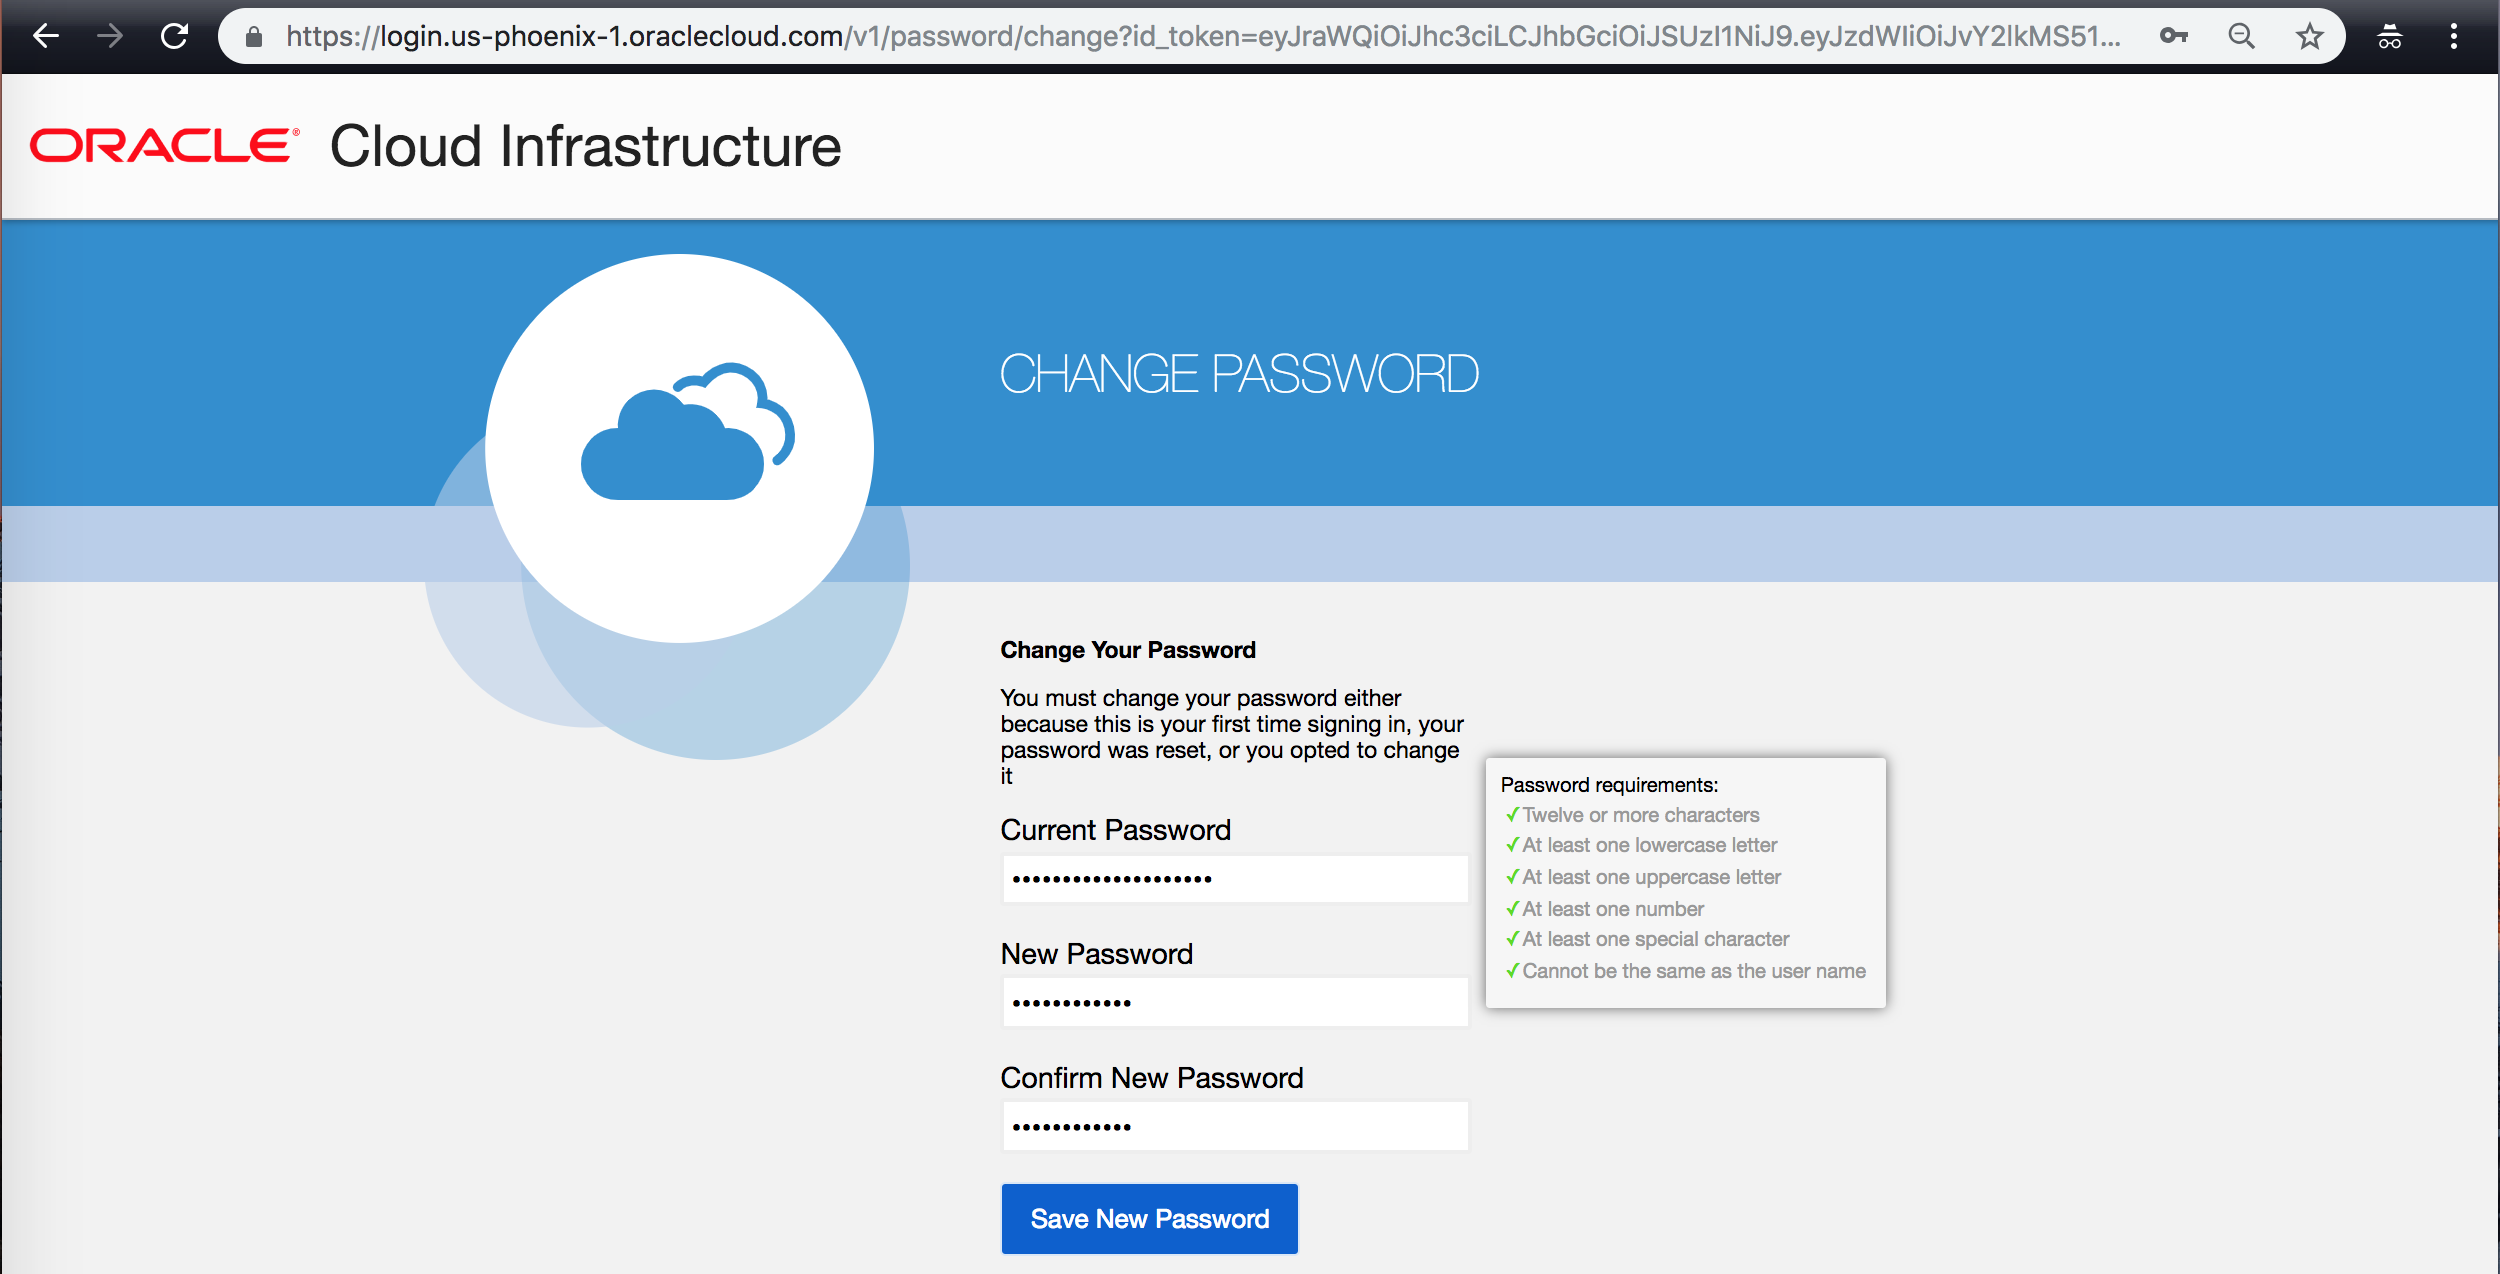 https://login.us-phoenix-1.oraclecloud.com/v1/password/change?id_token=eyJraWQiOiJhc3ciLCJhbGciOiJSUzI1NiJ9.eyJzdWIiOiJvY2lkMS51...
ORACLE® Cloud Infrastructure
CHANGE PASSWORD
Change Your Password
You must change your password either
because this is your first time signing in, your
password was reset, or you opted to change
it
Password requirements:
✓Twelve or more characters
✓At least one lowercase letter
✓At least one uppercase letter
✓At least one number
✓At least one special character
✓Cannot be the same as the user name
Current Password
••••••••••••••••••••
New Password
••••••••••••
Confirm New Password
••••••••••••
Save New Password